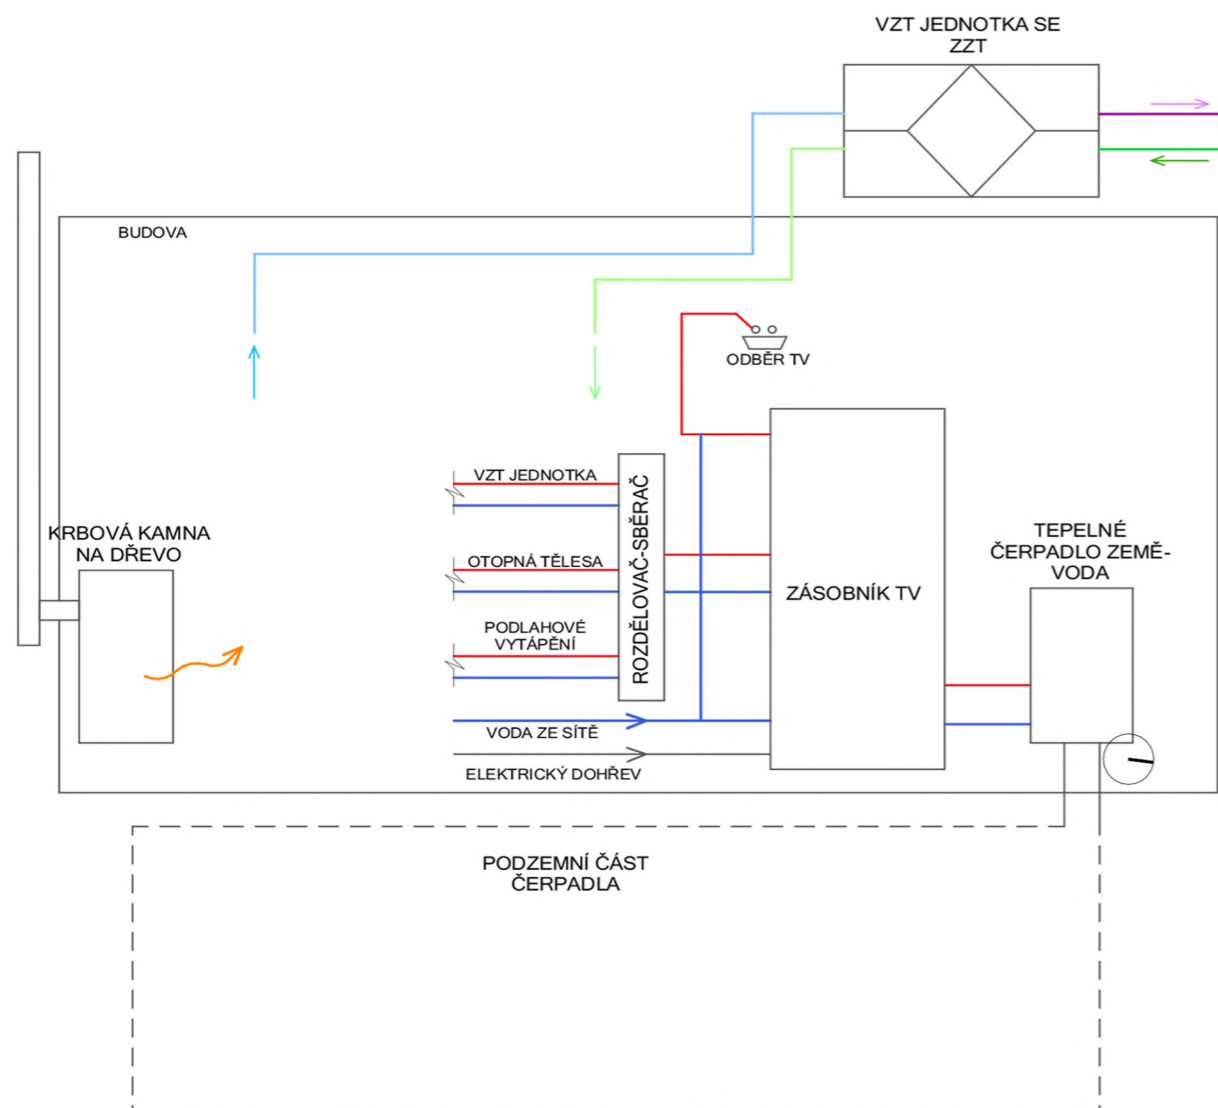 VZT JEDNOTKA SE
ZZT
BUDOVA
ODBĚR TV
VZT JEDNOTKA
OTOPNÁ TĚLESA
PODLAHOVÉ
VYTÁPĚNÍ
VODA ZE SÍTĚ
ELEKTRICKÝ DOHŘEV
ROZDĚLOVAČ-SBĚRAČ
ZÁSOBNÍK TV
KRBOVÁ KAMNA
NA DŘEVO
TEPELNÉ
ČERPADLO ZEMĚ-
VODA
PODZEMNÍ ČÁST
ČERPADLA